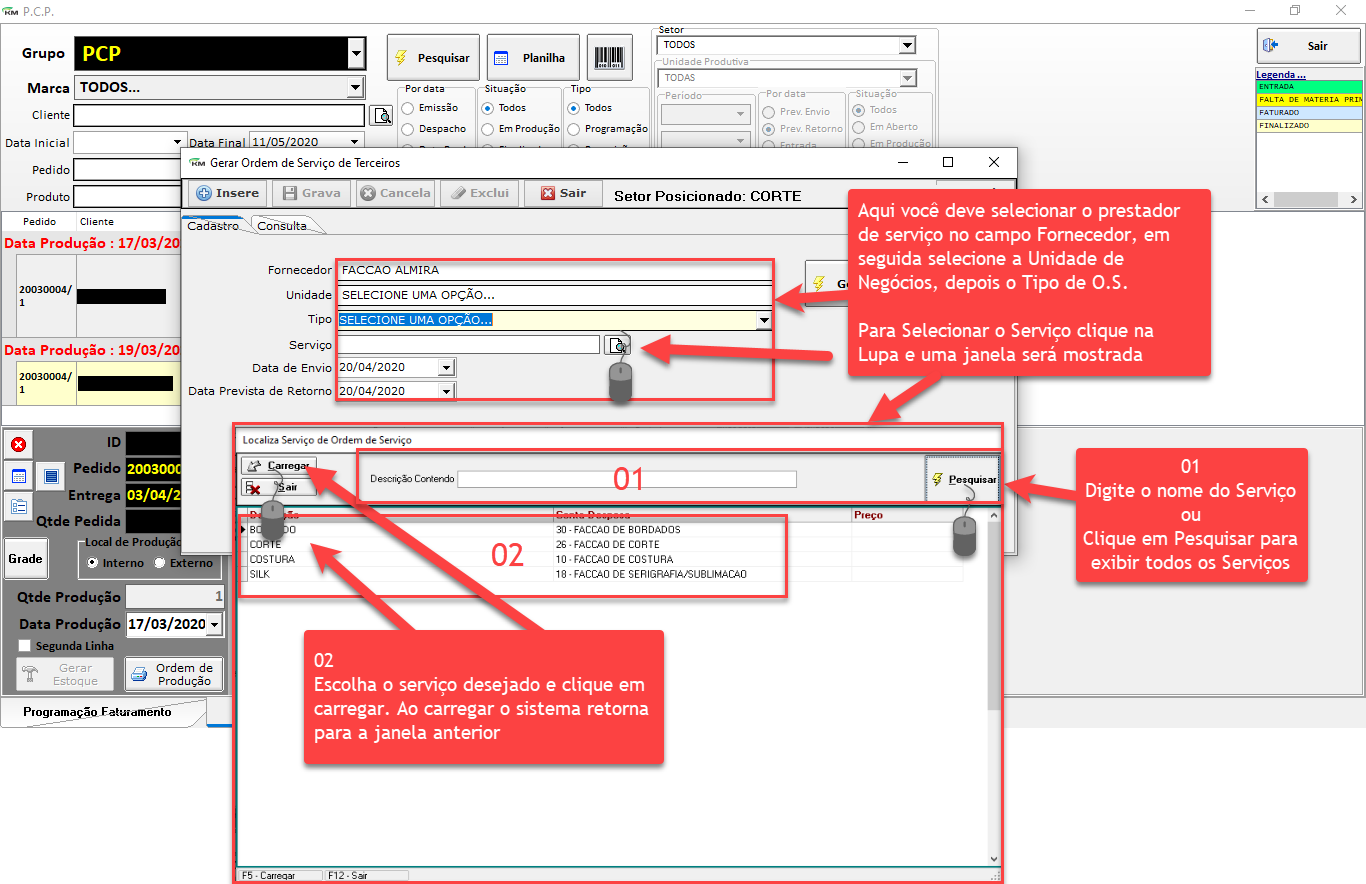 KM P.C.P.
Grupo PCP
Marca TODOS...
Cliente
Data Inicial Data Final 11/05/2020
Pedido
Produto
Pesquisar
Planilha
Por data
Emissão
Despacho
Situação
Todos
Em Produção
Tipo
Todos
Programação
Setor
TODOS
Unidade Produtiva
TODAS
Período
Por data
Prev. Envio
Prev. Retorno
Entrada
Situação
Todos
Em Aberto
Em Produção
Sair
Legenda ...
ENTRADA
FALTA DE MATERIA PRIM
FATURADO
FINALIZADO
Pedido Cliente
Data Produção : 17/03/20
20030004/
1
Data Produção : 19/03/20
20030004/
1
KM Gerar Ordem de Serviço de Terceiros
Insere Grava Cancela Exclui Sair Setor Posicionado: CORTE
Cadastro Consulta
Fornecedor FACCAO ALMIRA
Unidade SELECIONE UMA OPÇÃO...
Tipo SELECIONE UMA OPÇÃO...
Serviço
Data de Envio 20/04/2020
Data Prevista de Retorno 20/04/2020
Aqui você deve selecionar o prestador
de serviço no campo Fornecedor, em
seguida selecione a Unidade de
Negócios, depois o Tipo de O.S.
Para Selecionar o Serviço clique na
Lupa e uma janela será mostrada
ID
Pedido 200300
Entrega 03/04/2
Qtde Pedida
Grade
Local de Produção
Interno Externo
Qtde Produção 1
Data Produção 17/03/2020
Segunda Linha
Gerar
Estoque
Ordem de
Produção
Programação Faturamento
Localiza Serviço de Ordem de Serviço
Carregar
Sair
Descrição Contendo
01
Pesquisar
Descrição Conta Despesa Preço
BORDADO 30 - FACCAO DE BORDADOS
CORTE 26 - FACCAO DE CORTE
COSTURA 10 - FACCAO DE COSTURA
SILK 18 - FACCAO DE SERIGRAFIA/SUBLIMACAO
02
01
Digite o nome do Serviço
ou
Clique em Pesquisar para
exibir todos os Serviços
02
Escolha o serviço desejado e clique em
carregar. Ao carregar o sistema retorna
para a janela anterior
F5 - Carregar F12 - Sair